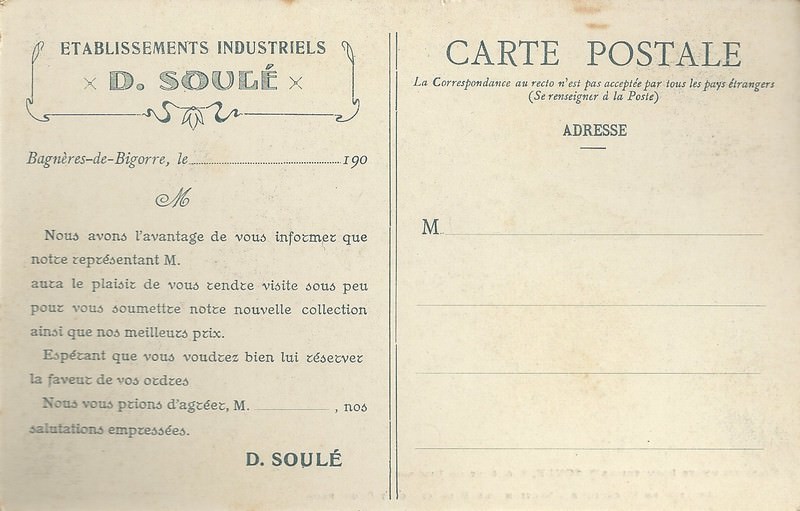 ETABLISSEMENTS INDUSTRIELS
D. SOULÉ
Bagnères-de-Bigorre, le 190
M
Nous avons l'avantage de vous informer que
notre représentant M.
aura le plaisir de vous rendre visite sous peu
pour vous soumettre notre nouvelle collection
ainsi que nos meilleurs prix.
Espérant que vous voudrez bien lui réserver
la faveur de vos ordres
Nous vous prions d'agréer, M. , nos
salutations empressées.
D. SOULÉ
CARTE POSTALE
La Correspondance au recto n'est pas acceptée par tous les pays étrangers
(Se renseigner à la Poste)
ADRESSE
M